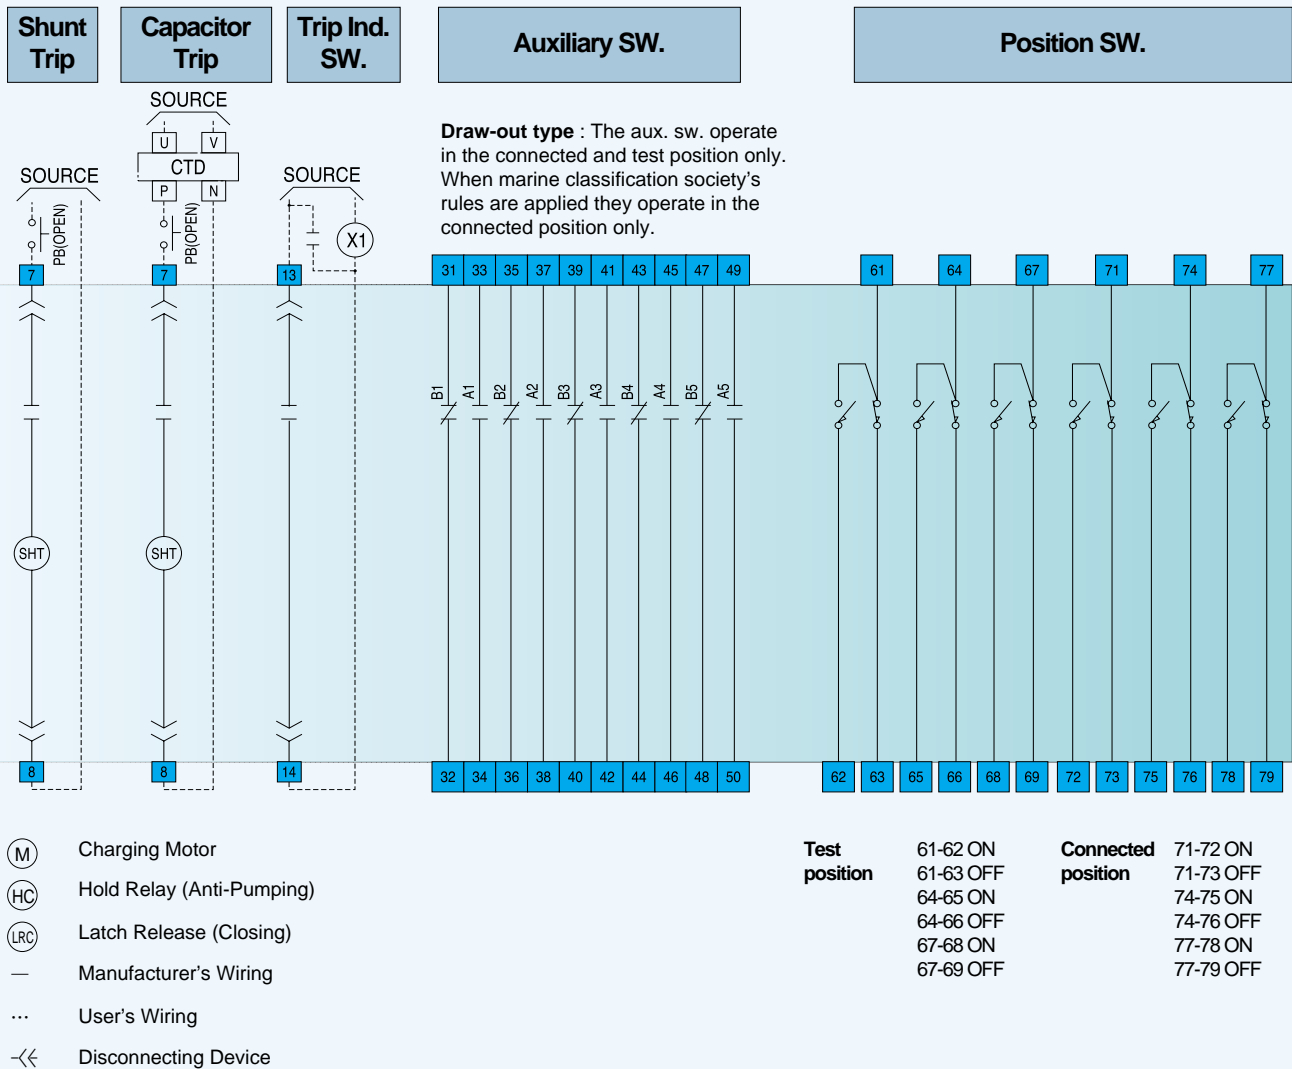 Shunt
Trip
Capacitor
Trip
Trip Ind.
SW.
Auxiliary SW.
Position SW.
SOURCE
U V
CTD
P N
PB(OPEN)
SOURCE
PB(OPEN)
SOURCE
X1
Draw-out type : The aux. sw. operate
in the connected and test position only.
When marine classification society's
rules are applied they operate in the
connected position only.
7 7 13 31 33 35 37 39 41 43 45 47 49 61 64 67 71 74 77
B1 A1 B2 A2 B3 A3 B4 A4 B5 A5
SHT SHT
8 8 14 32 34 36 38 40 42 44 46 48 50 62 63 65 66 68 69 72 73 75 76 78 79
M Charging Motor
HC Hold Relay (Anti-Pumping)
LRC Latch Release (Closing)
— Manufacturer's Wiring
... User's Wiring
Disconnecting Device
Test
position
61-62 ON
61-63 OFF
64-65 ON
64-66 OFF
67-68 ON
67-69 OFF
Connected
position
71-72 ON
71-73 OFF
74-75 ON
74-76 OFF
77-78 ON
77-79 OFF